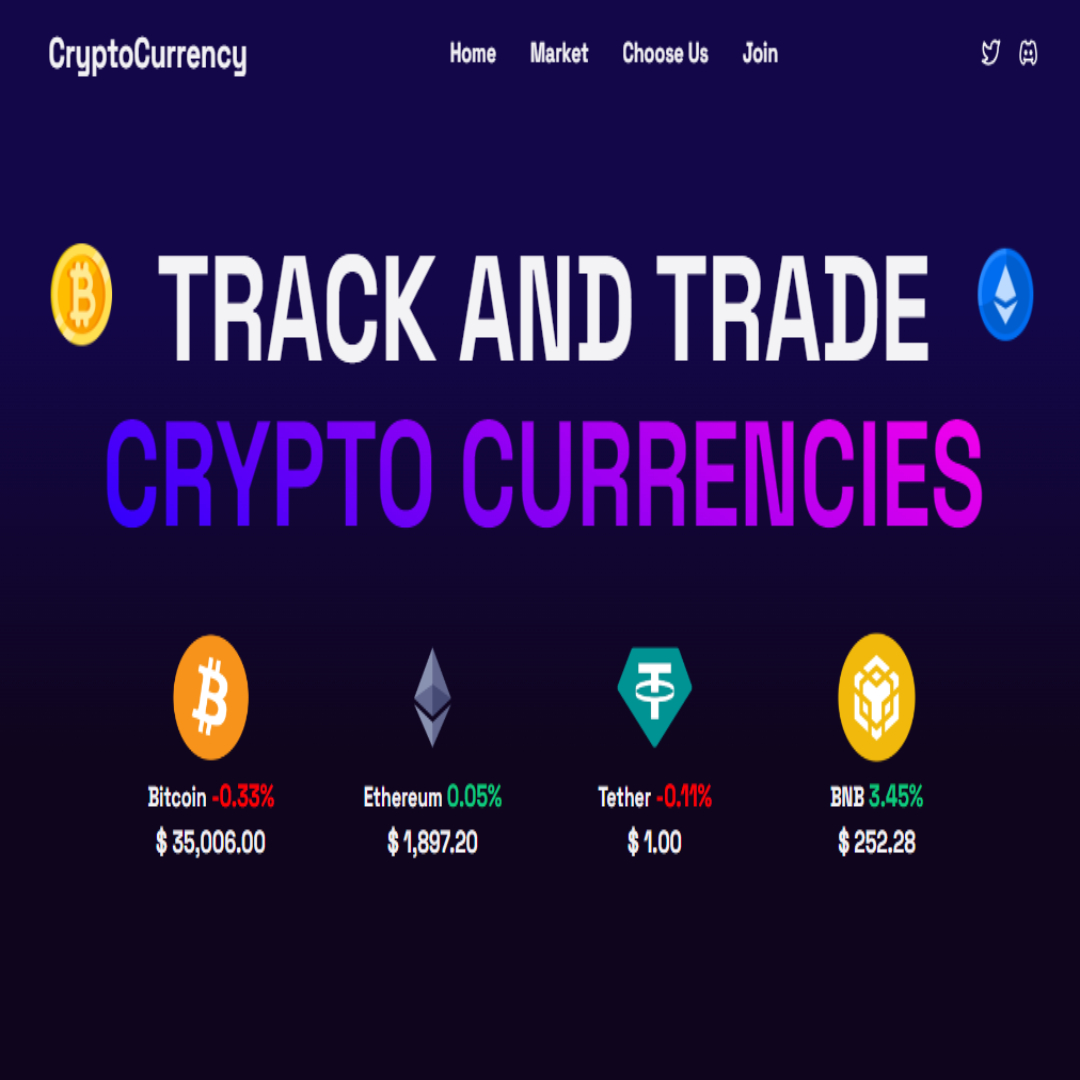 CryptoCurrency Home Market Choose Us Join
TRACK AND TRADE
CRYPTO CURRENCIES
Bitcoin -0.33% Ethereum 0.05% Tether -0.11% BNB 3.45%
$ 35,006.00 $ 1,897.20 $ 1.00 $ 252.28